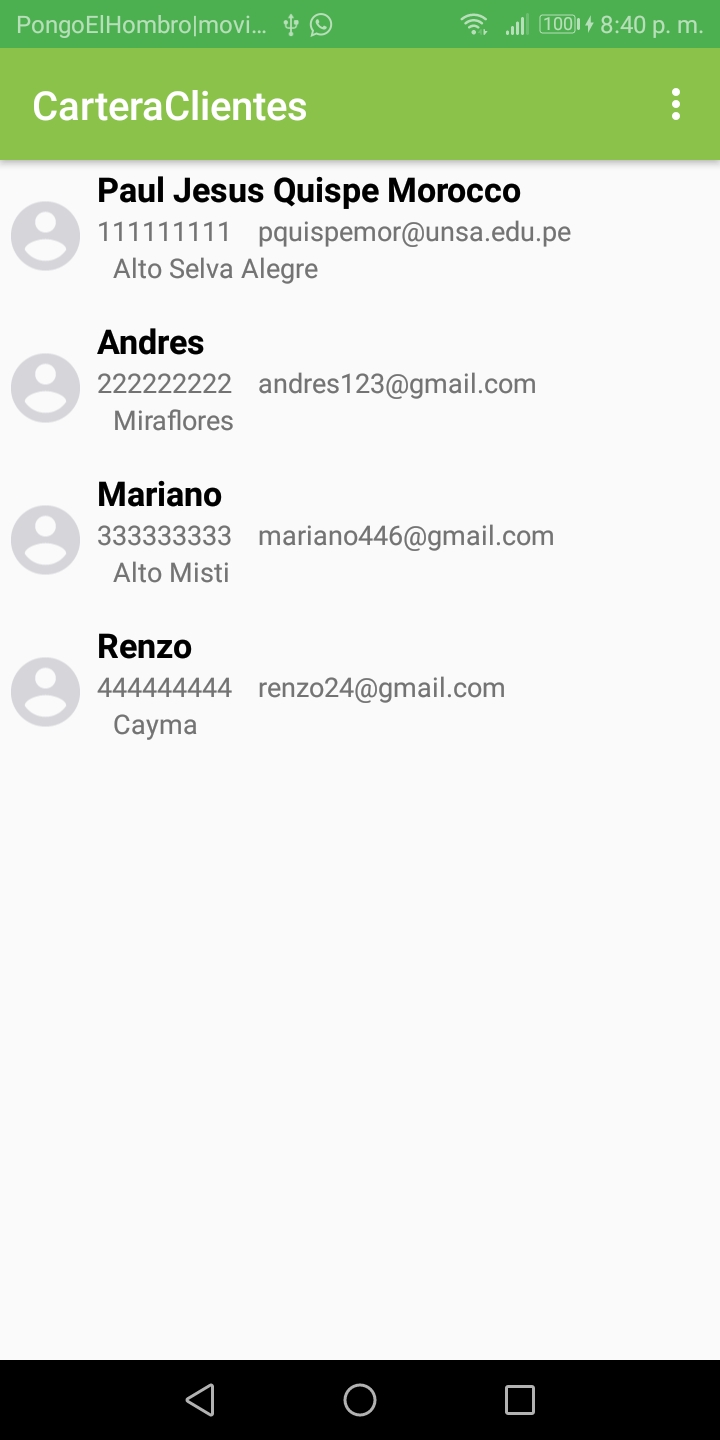 PongoElHombro|movi... 100 8:40 p. m.
CarteraClientes
Paul Jesus Quispe Morocco
111111111 pquispemor@unsa.edu.pe
Alto Selva Alegre
Andres
222222222 andres123@gmail.com
Miraflores
Mariano
333333333 mariano446@gmail.com
Alto Misti
Renzo
444444444 renzo24@gmail.com
Cayma